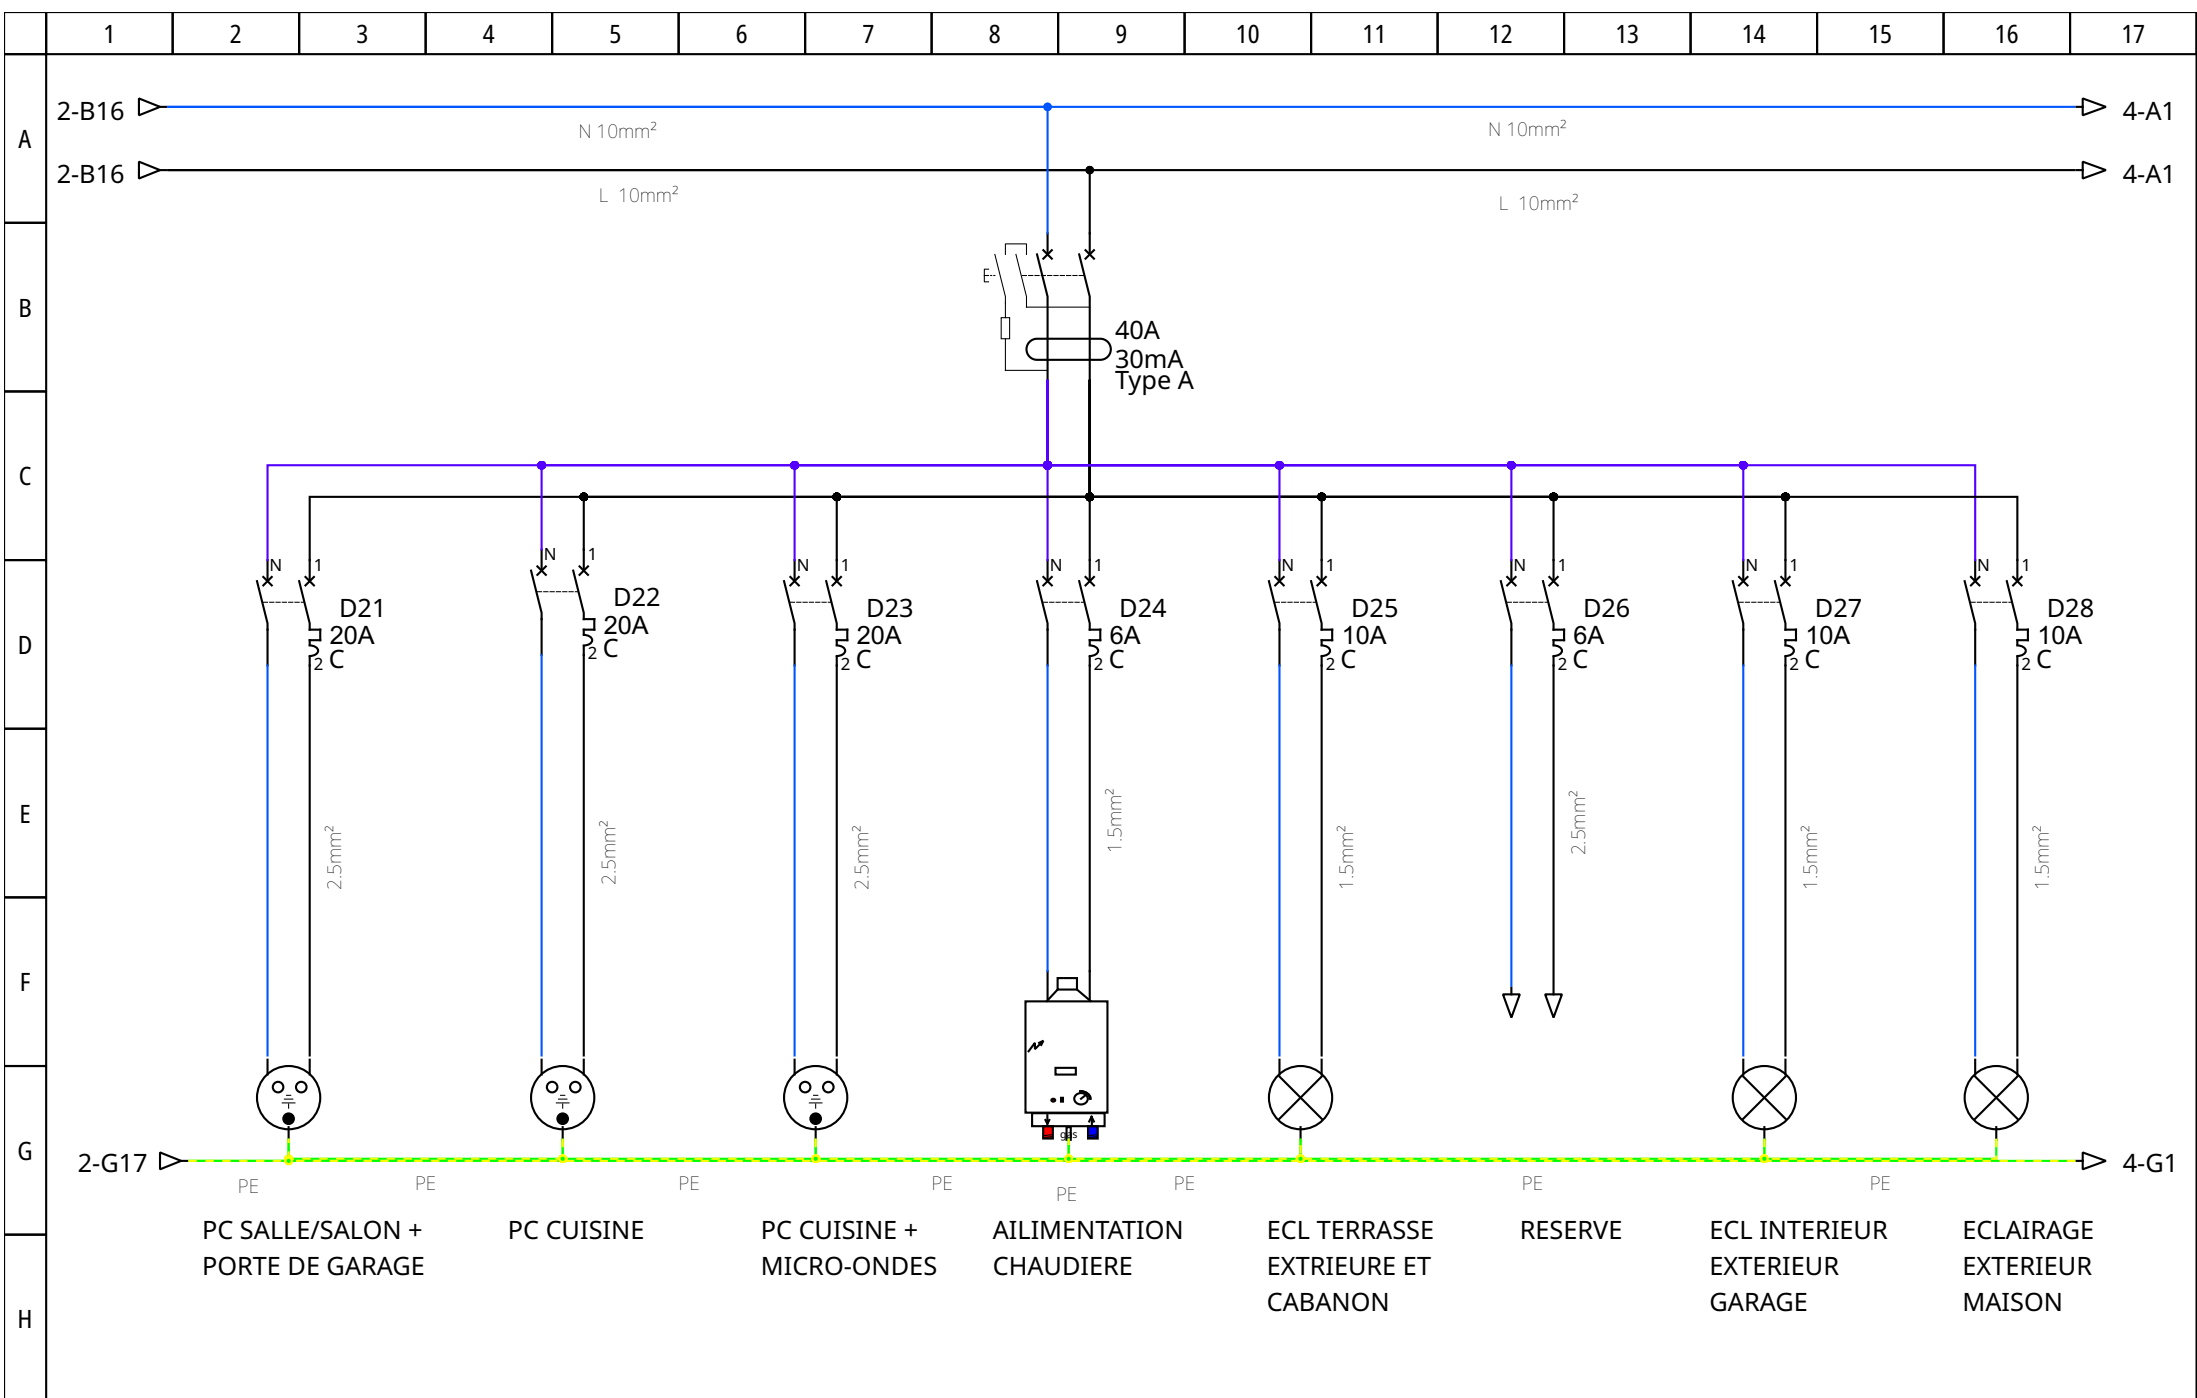 1 2 3 4 5 6 7 8 9 10 11 12 13 14 15 16 17
A
B
C
D
E
F
G
H
2-B16
4-A1
N 10mm²
N 10mm²
2-B16
4-A1
L 10mm²
L 10mm²
40A
30mA
Type A
N 1
D21
20A
2 C
N 1
D22
20A
2 C
N 1
D23
20A
2 C
N 1
D24
6A
2 C
N 1
D25
10A
2 C
N 1
D26
6A
2 C
N 1
D27
10A
2 C
N 1
D28
10A
2 C
2.5mm²
2.5mm²
2.5mm²
1.5mm²
1.5mm²
2.5mm²
1.5mm²
1.5mm²
gas
2-G17
4-G1
PE
PE
PE
PE
PE
PE
PE
PE
PC SALLE/SALON +
PORTE DE GARAGE
PC CUISINE
PC CUISINE +
MICRO-ONDES
AILIMENTATION
CHAUDIERE
ECL TERRASSE
EXTRIEURE ET
CABANON
RESERVE
ECL INTERIEUR
EXTERIEUR
GARAGE
ECLAIRAGE
EXTERIEUR
MAISON